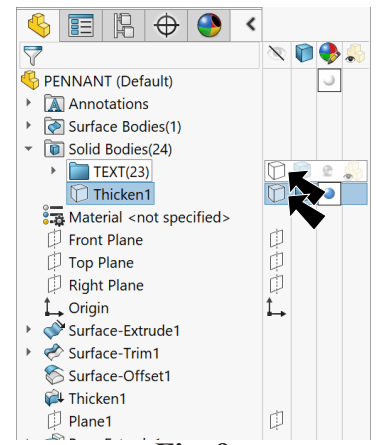 PENNANT (Default)
Annotations
Surface Bodies(1)
Solid Bodies(24)
TEXT(23)
Thicken1
Material <not specified>
Front Plane
Top Plane
Right Plane
Origin
Surface-Extrude1
Surface-Trim1
Surface-Offset1
Thicken1
Plane1